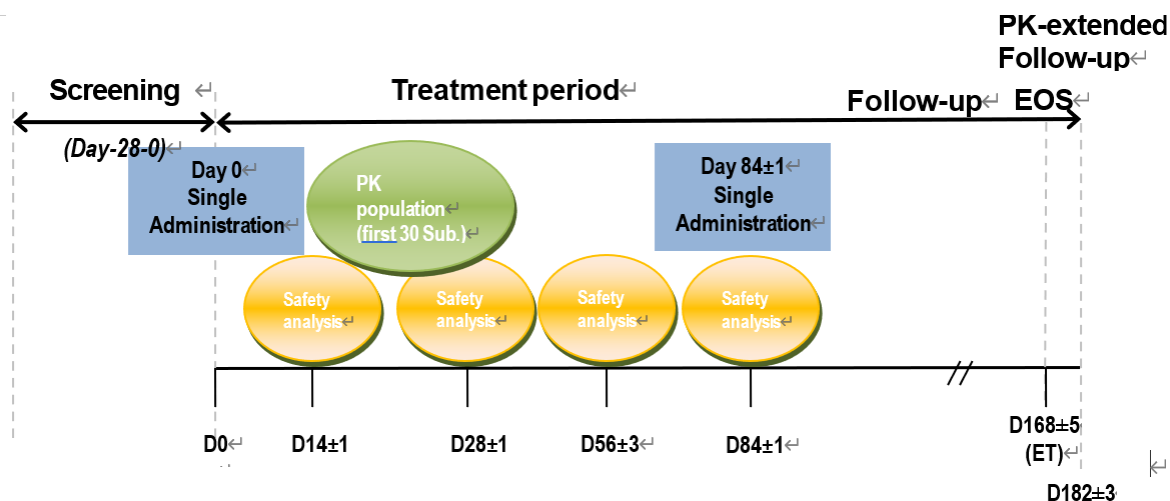 PK-extended
Follow-up
Screening
Treatment period
Follow-up
EOS
(Day-28-0)
Day 0
Single
Administration
PK
population
(first 30 Sub.)
Day 84±1
Single
Administration
Safety
analysis
Safety
analysis
Safety
analysis
Safety
analysis
D0
D14±1
D28±1
D56±3
D84±1
D168±5
(ET)
D182±3